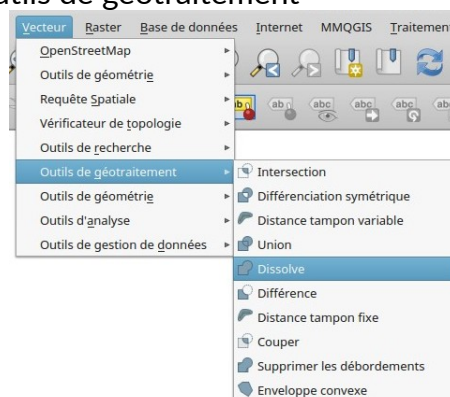 utils de géotraitement
Vecteur Raster Base de données Internet MMQGIS Traitement
OpenStreetMap
Outils de géométrie
Requête Spatiale
Vérificateur de topologie
Outils de recherche
Outils de géotraitement
Outils de géométrie
Outils d'analyse
Outils de gestion de données
Intersection
Différenciation symétrique
Distance tampon variable
Union
Dissolve
Différence
Distance tampon fixe
Couper
Supprimer les débordements
Enveloppe convexe